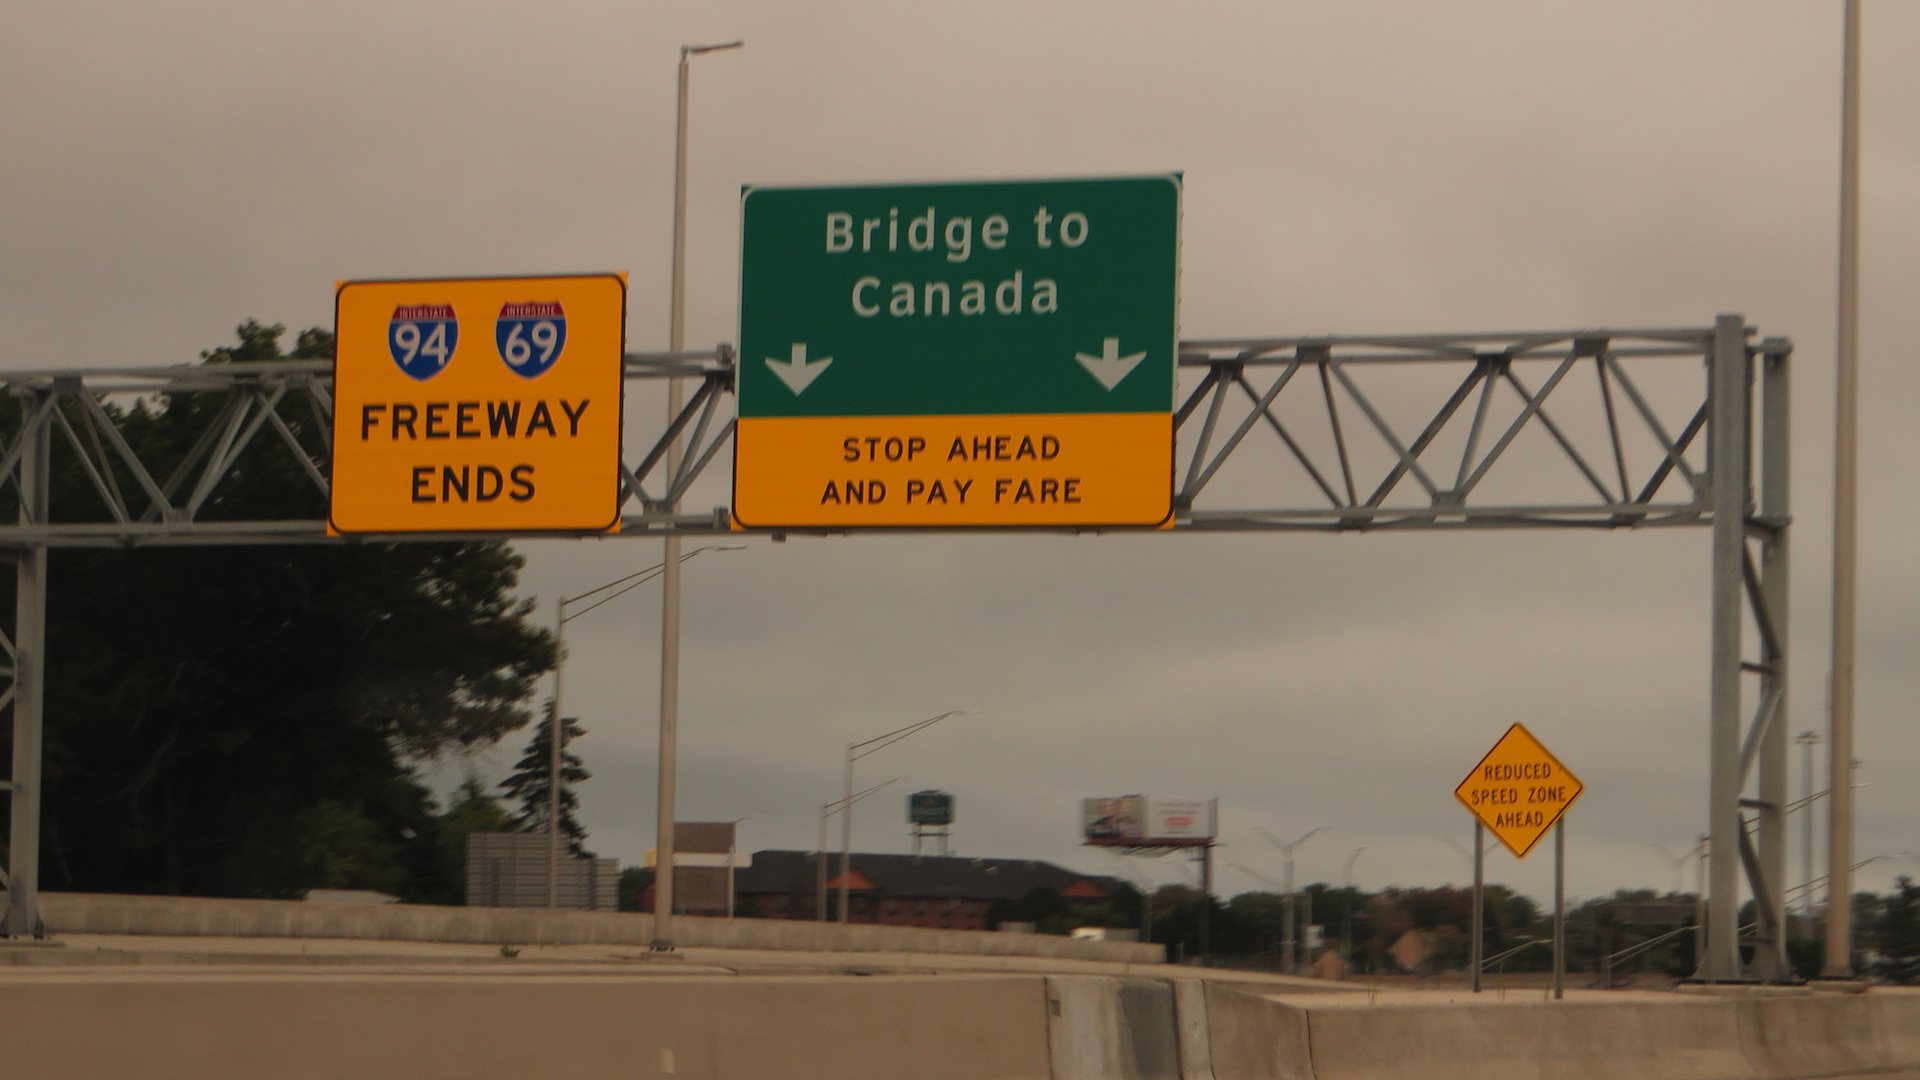 INTERSTATE
94
INTERSTATE
69
FREEWAY
ENDS
Bridge to
Canada
STOP AHEAD
AND PAY FARE
REDUCED
SPEED ZONE
AHEAD